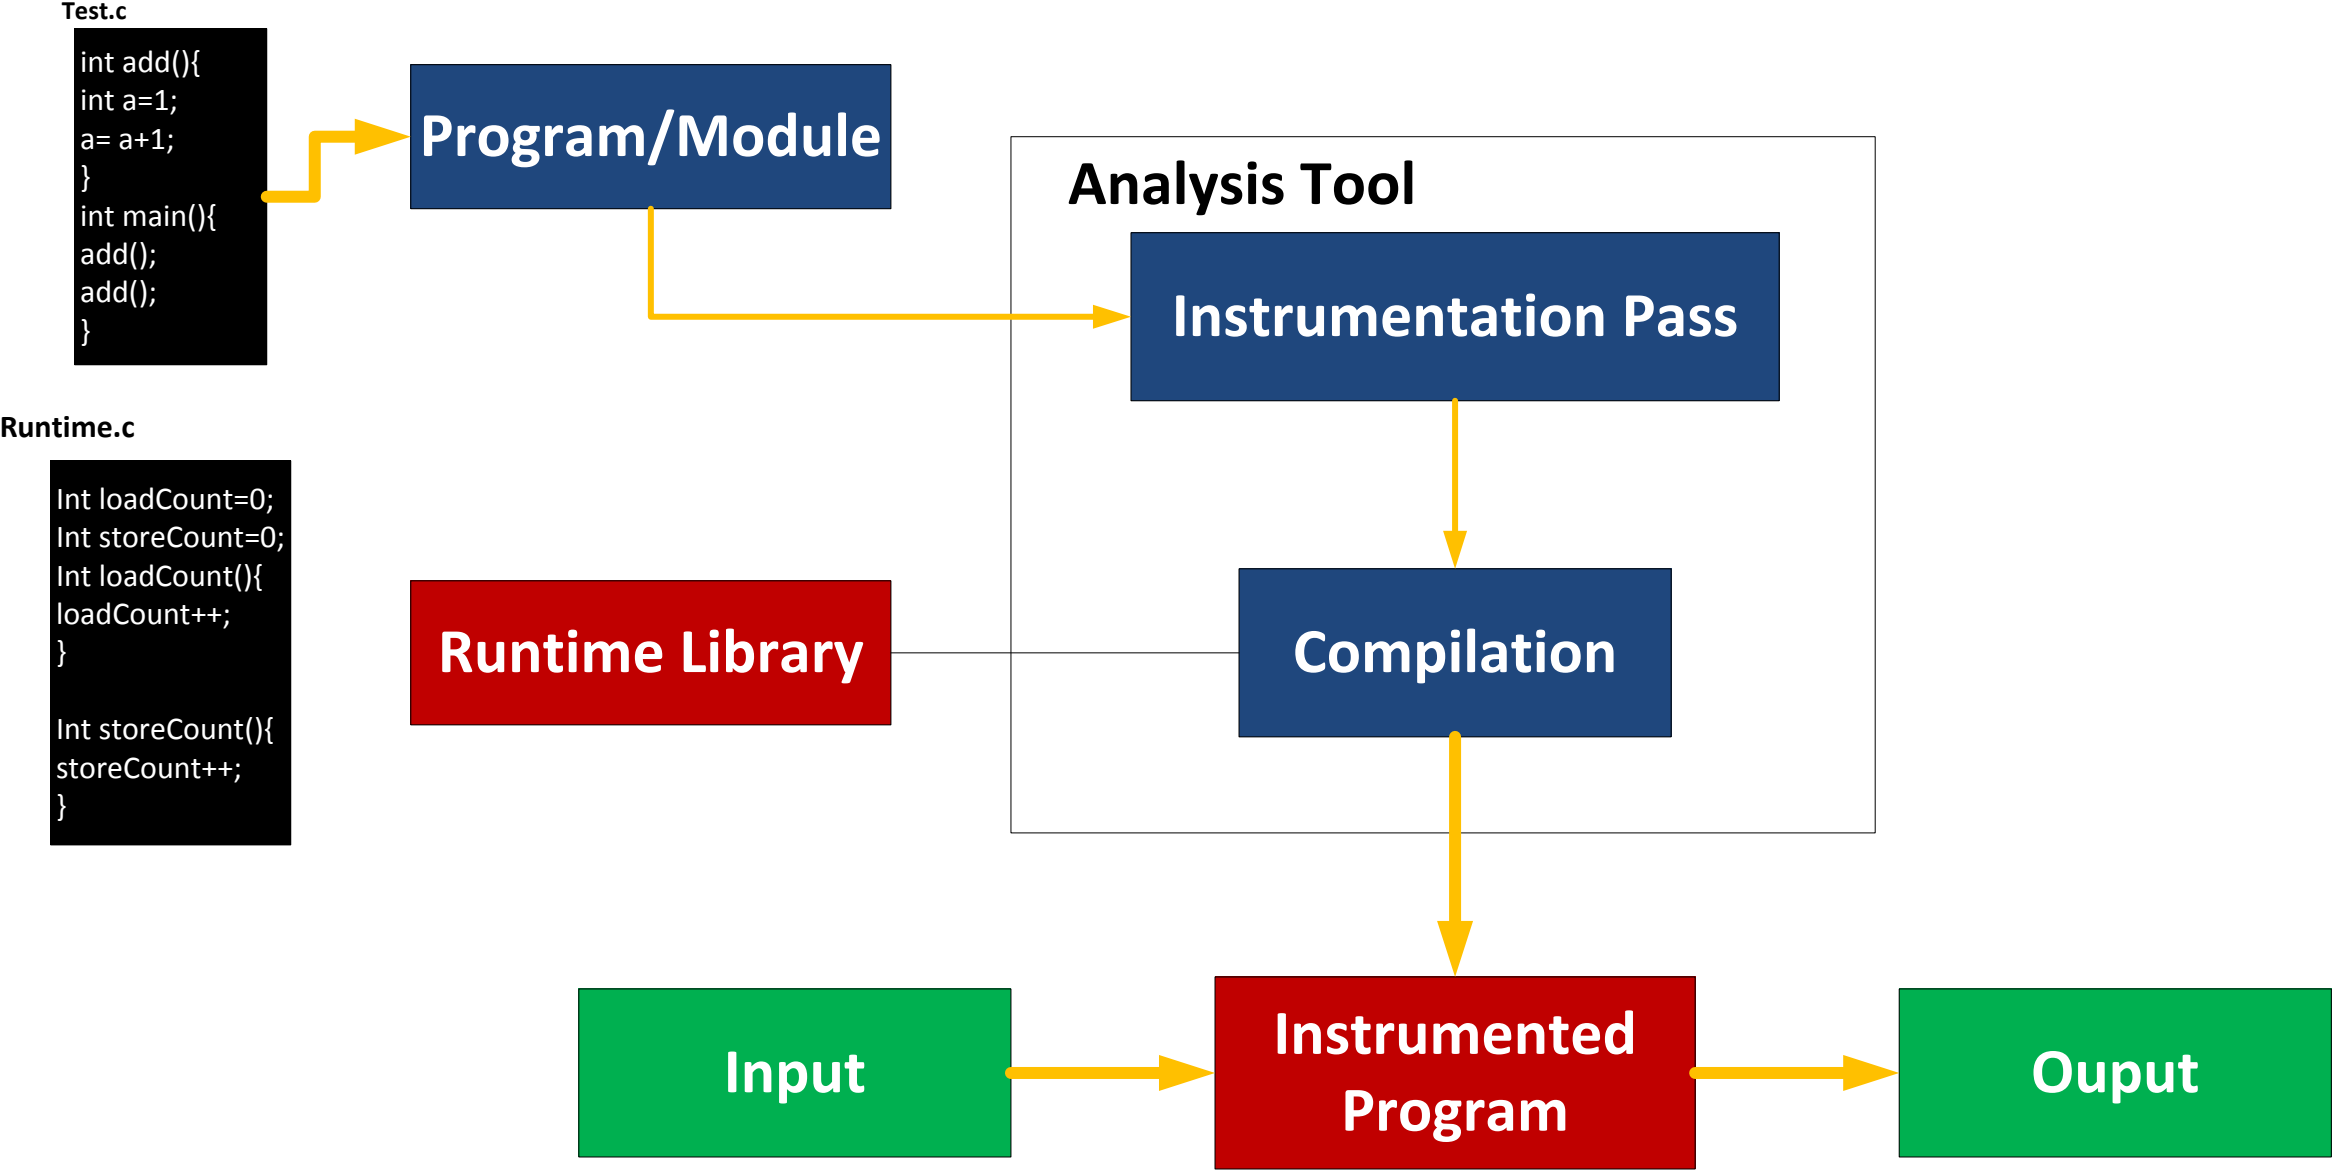 Test.c
int add(){
int a=1;
a= a+1;
}
int main(){
add();
add();
}
Program/Module
Analysis Tool
Instrumentation Pass
Runtime.c
Int loadCount=0;
Int storeCount=0;
Int loadCount(){
loadCount++;
}
Int storeCount(){
storeCount++;
}
Runtime Library
Compilation
Input
Instrumented
Program
Ouput